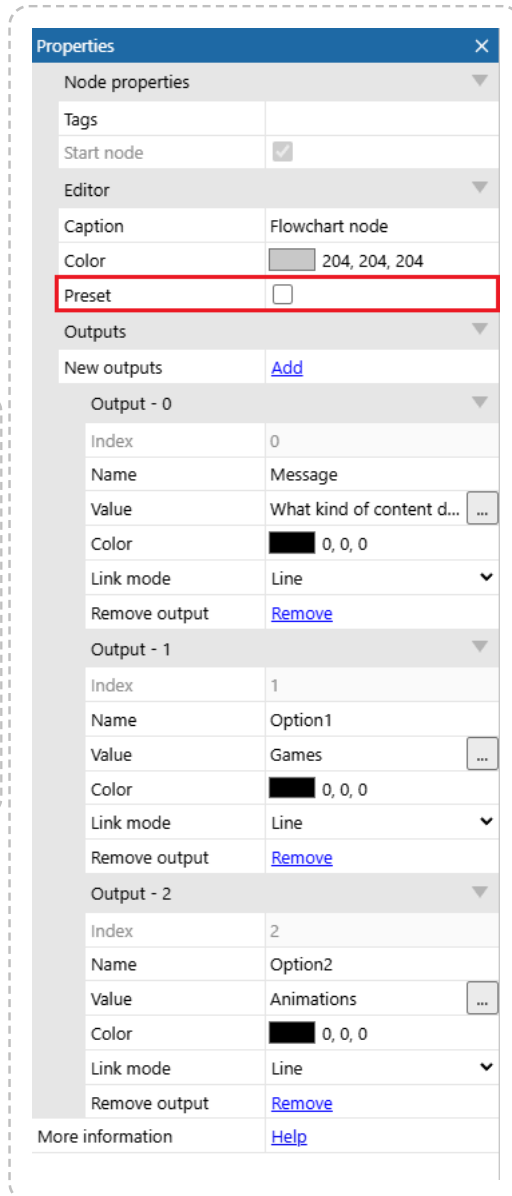 Properties
Node properties
Tags
Start node
Editor
Caption Flowchart node
Color 204, 204, 204
Preset
Outputs
New outputs Add
Output - 0
Index 0
Name Message
Value What kind of content d... ...
Color 0, 0, 0
Link mode Line
Remove output Remove
Output - 1
Index 1
Name Option1
Value Games ...
Color 0, 0, 0
Link mode Line
Remove output Remove
Output - 2
Index 2
Name Option2
Value Animations ...
Color 0, 0, 0
Link mode Line
Remove output Remove
More information Help